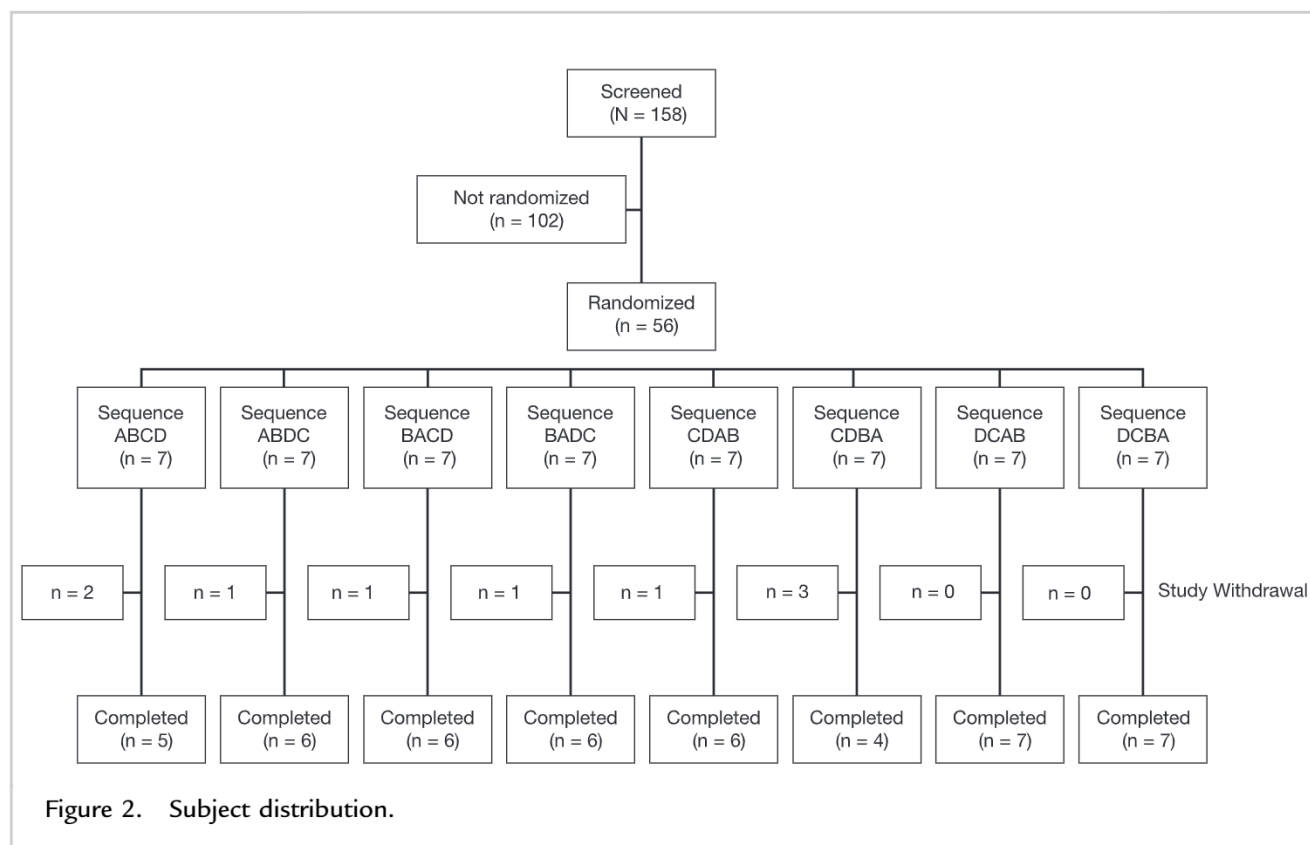 Screened
(N = 158)
Not randomized
(n = 102)
Randomized
(n = 56)
Sequence
ABCD
(n = 7)
Sequence
ABDC
(n = 7)
Sequence
BACD
(n = 7)
Sequence
BADC
(n = 7)
Sequence
CDAB
(n = 7)
Sequence
CDBA
(n = 7)
Sequence
DCAB
(n = 7)
Sequence
DCBA
(n = 7)
n = 2
n = 1
n = 1
n = 1
n = 1
n = 3
n = 0
n = 0
Study Withdrawal
Completed
(n = 5)
Completed
(n = 6)
Completed
(n = 6)
Completed
(n = 6)
Completed
(n = 6)
Completed
(n = 4)
Completed
(n = 7)
Completed
(n = 7)
Figure 2. Subject distribution.